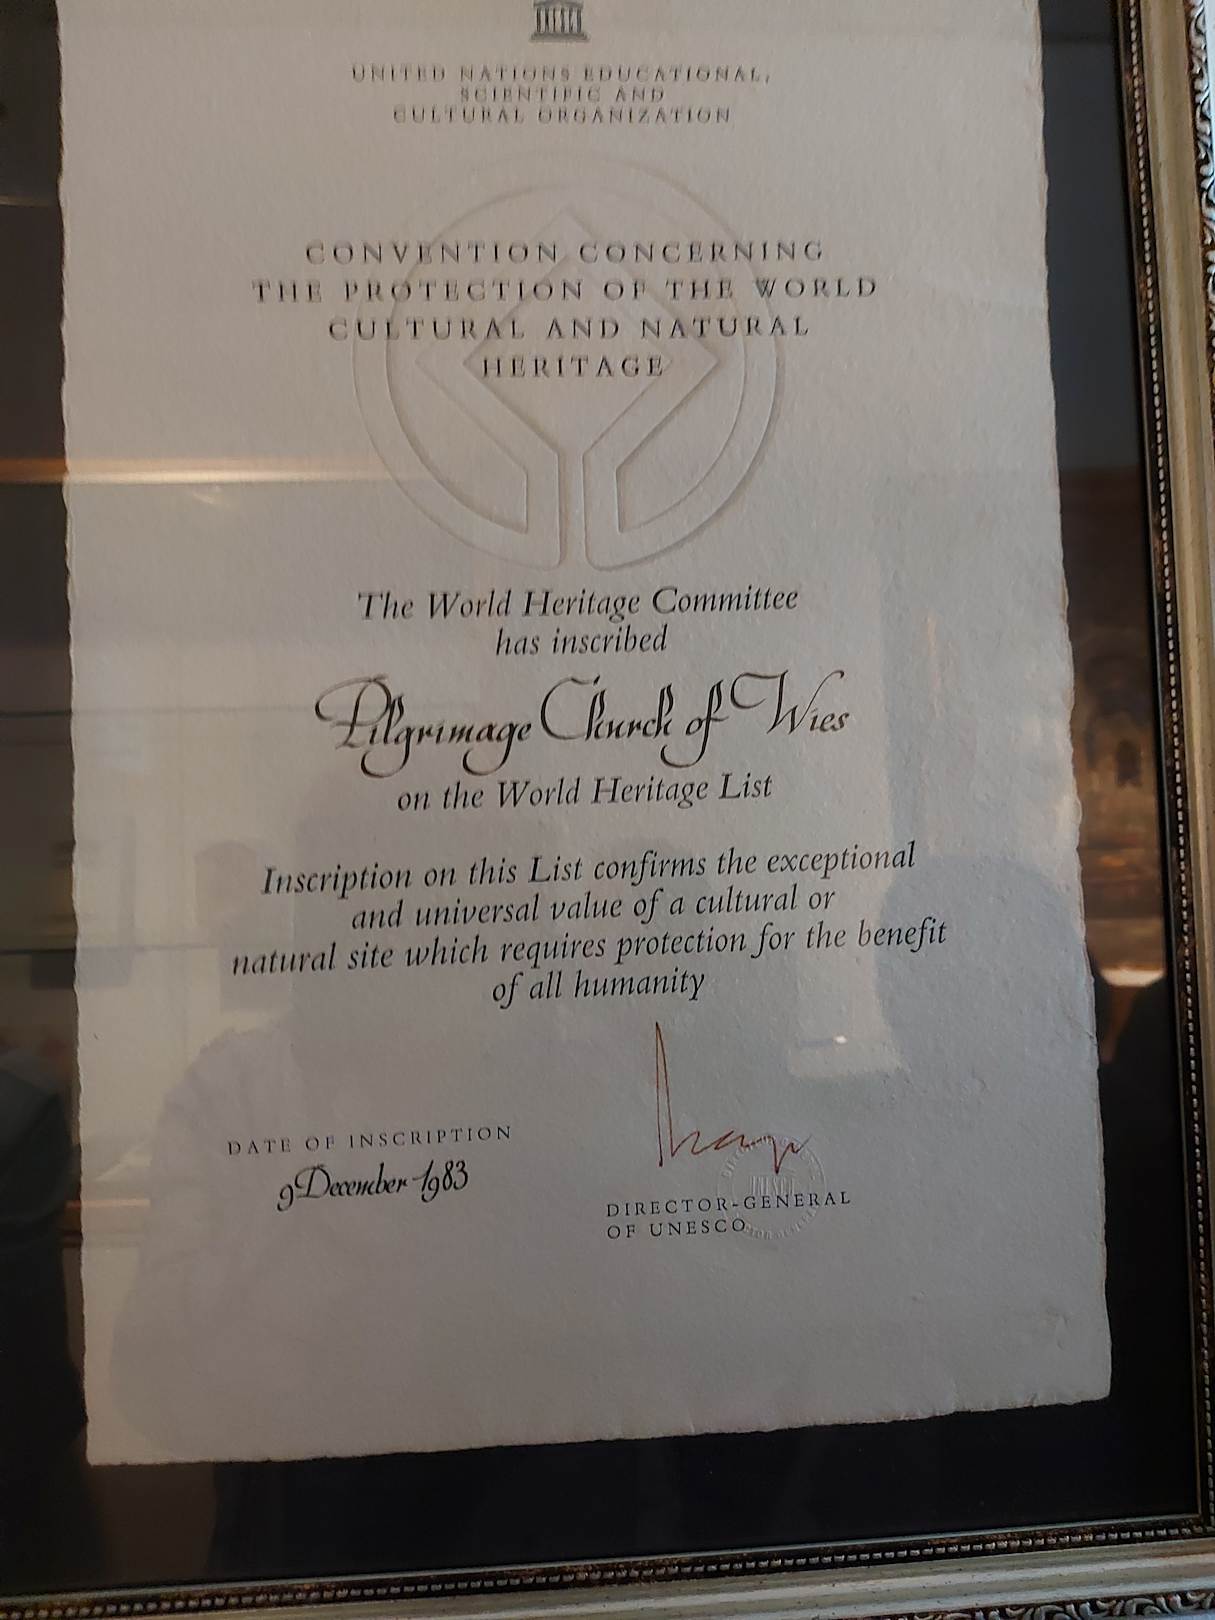 UNITED NATIONS EDUCATIONAL,
SCIENTIFIC AND
CULTURAL ORGANIZATION
CONVENTION CONCERNING
THE PROTECTION OF THE WORLD
CULTURAL AND NATURAL
HERITAGE
The World Heritage Committee
has inscribed
Pilgrimage Church of Wies
on the World Heritage List
Inscription on this List confirms the exceptional
and universal value of a cultural or
natural site which requires protection for the benefit
of all humanity
DATE OF INSCRIPTION
9 December 1983
DIRECTOR-GENERAL
OF UNESCO